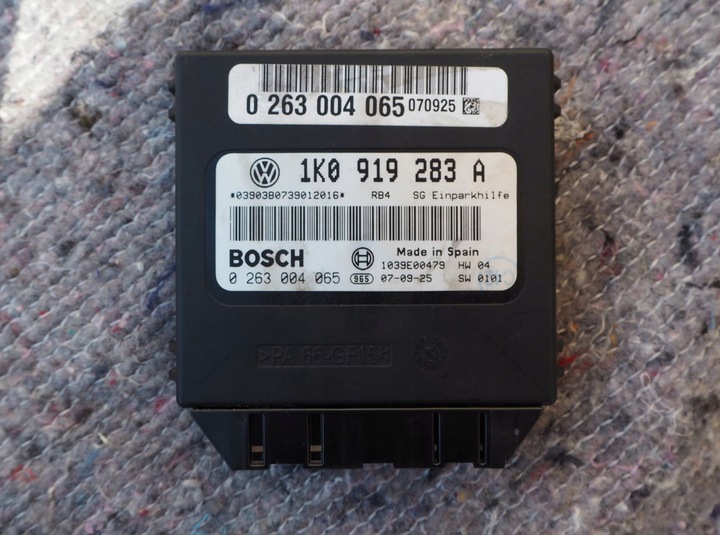 0 263 004 065 070925
1K0 919 283 A
*03903B0739012016* RB4 SG Einparkhilfe
BOSCH Made in Spain
1039E00479 HW 04
0 263 004 065 965 07-09-25 SW 0101
>PA 66-GF15<